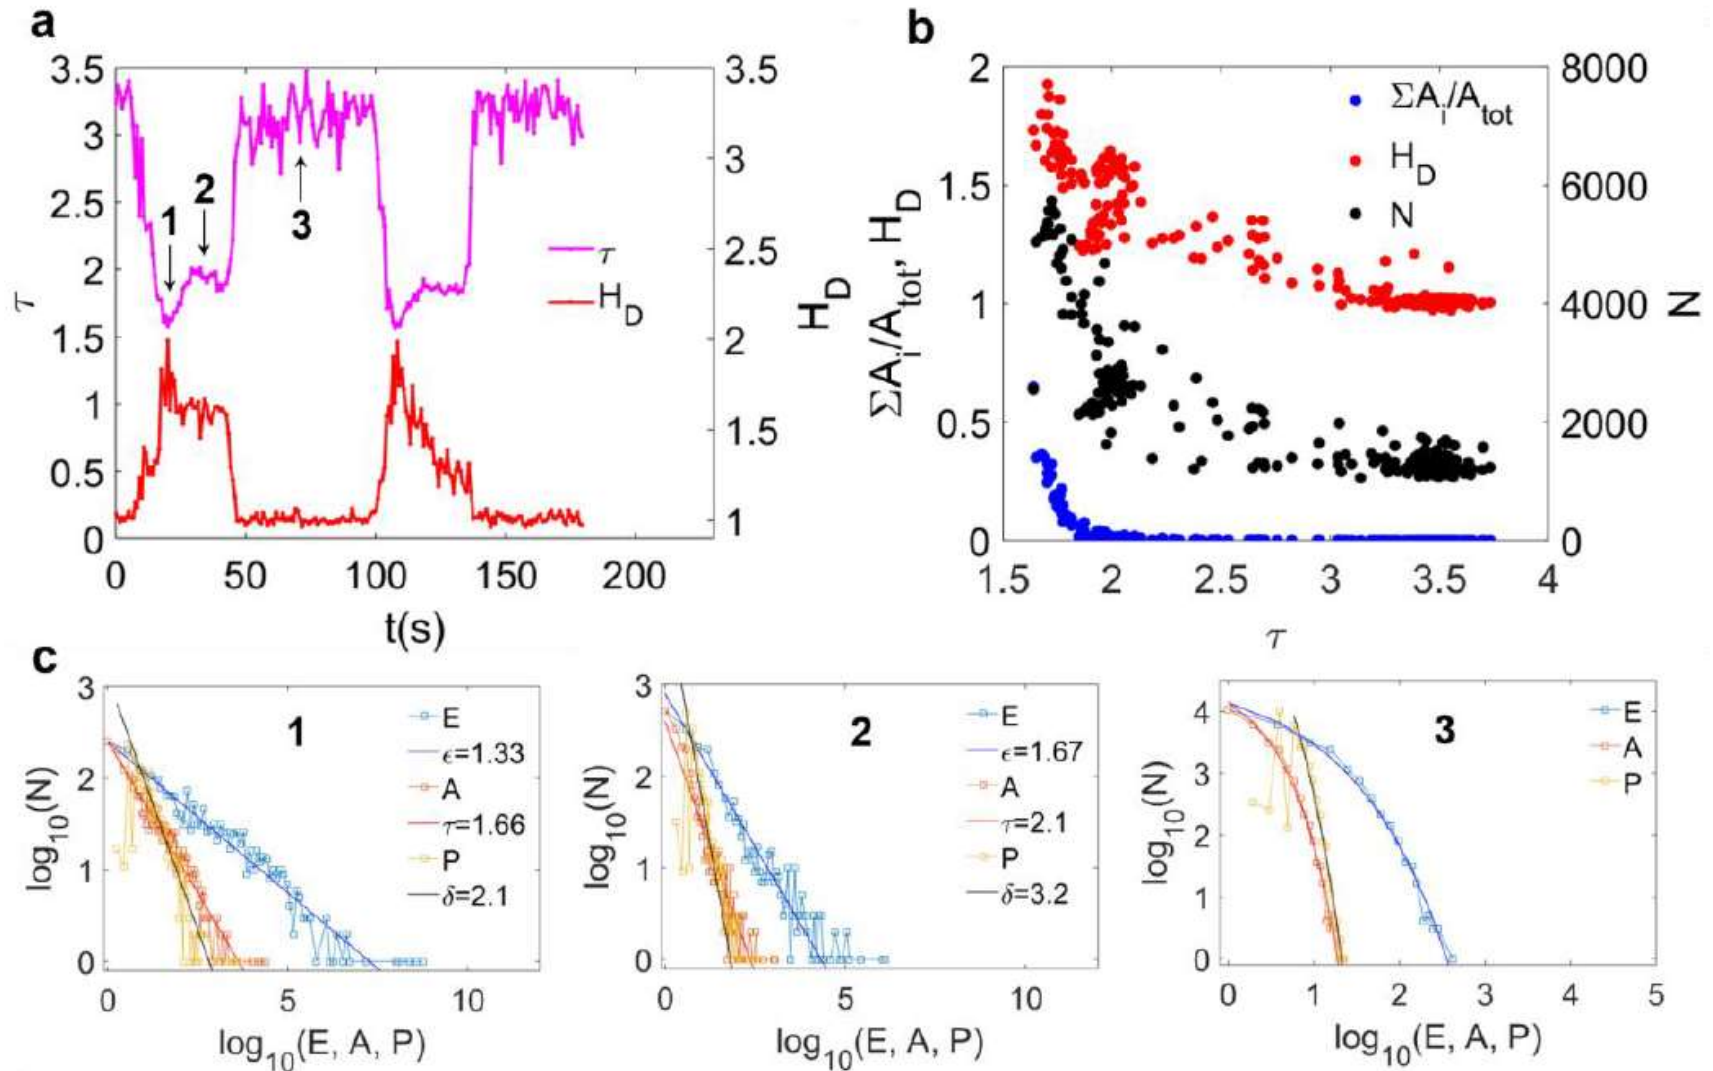 a
3.5
3
2.5
2
1.5
1
0.5
0
τ
3.5
3
2.5
2
1.5
1
H_D
0 50 100 150 200
t(s)
1
2
3
τ
H_D
b
2
1.5
1
0.5
0
ΣA_i/A_tot, H_D
8000
6000
4000
2000
0
N
1.5 2 2.5 3 3.5 4
τ
ΣA_i/A_tot
H_D
N
c
3
2
1
0
log_10(N)
0 5 10
log_10(E, A, P)
1
E
ϵ=1.33
A
τ=1.66
P
δ=2.1
3
2
1
0
log_10(N)
0 5 10
log_10(E, A, P)
2
E
ϵ=1.67
A
τ=2.1
P
δ=3.2
4
3
2
1
0
log_10(N)
0 1 2 3 4 5
log_10(E, A, P)
3
E
A
P